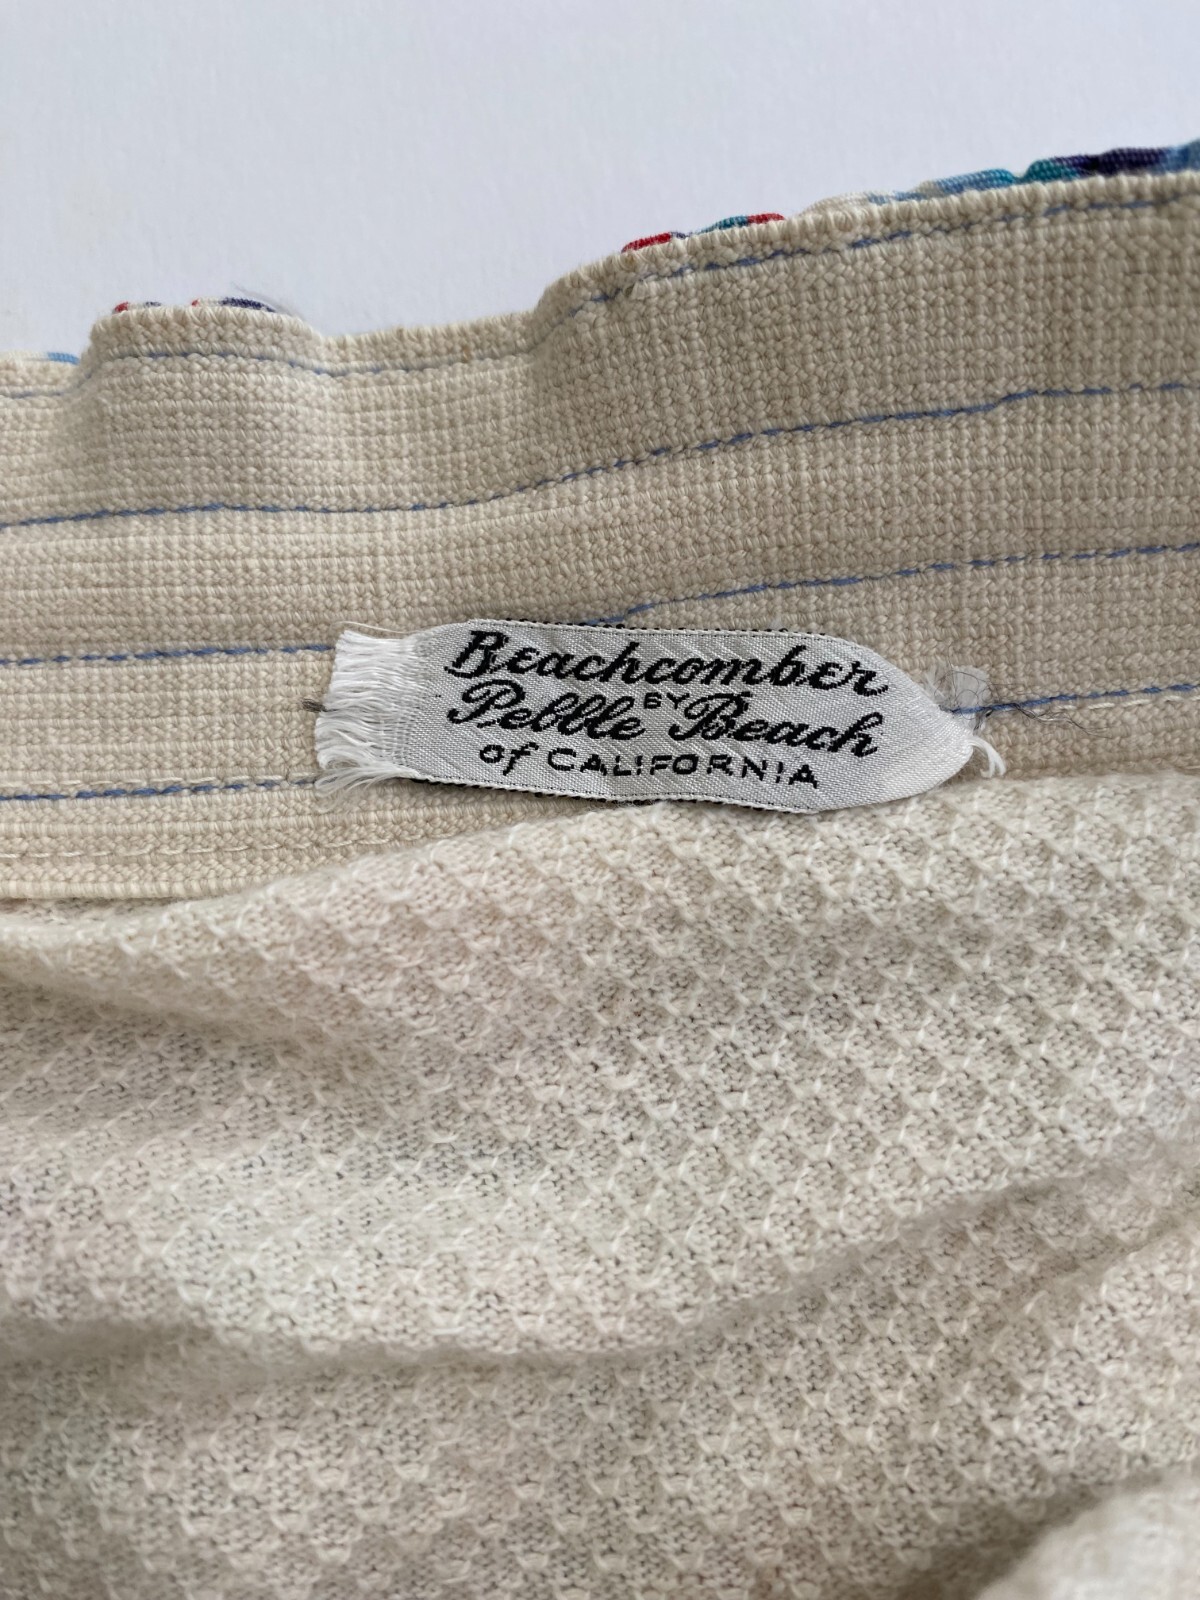 Beachcomber
BY
Pebble Beach
of CALIFORNIA